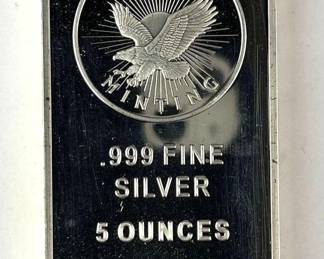 MINTING
.999 FINE
SILVER
5 OUNCES